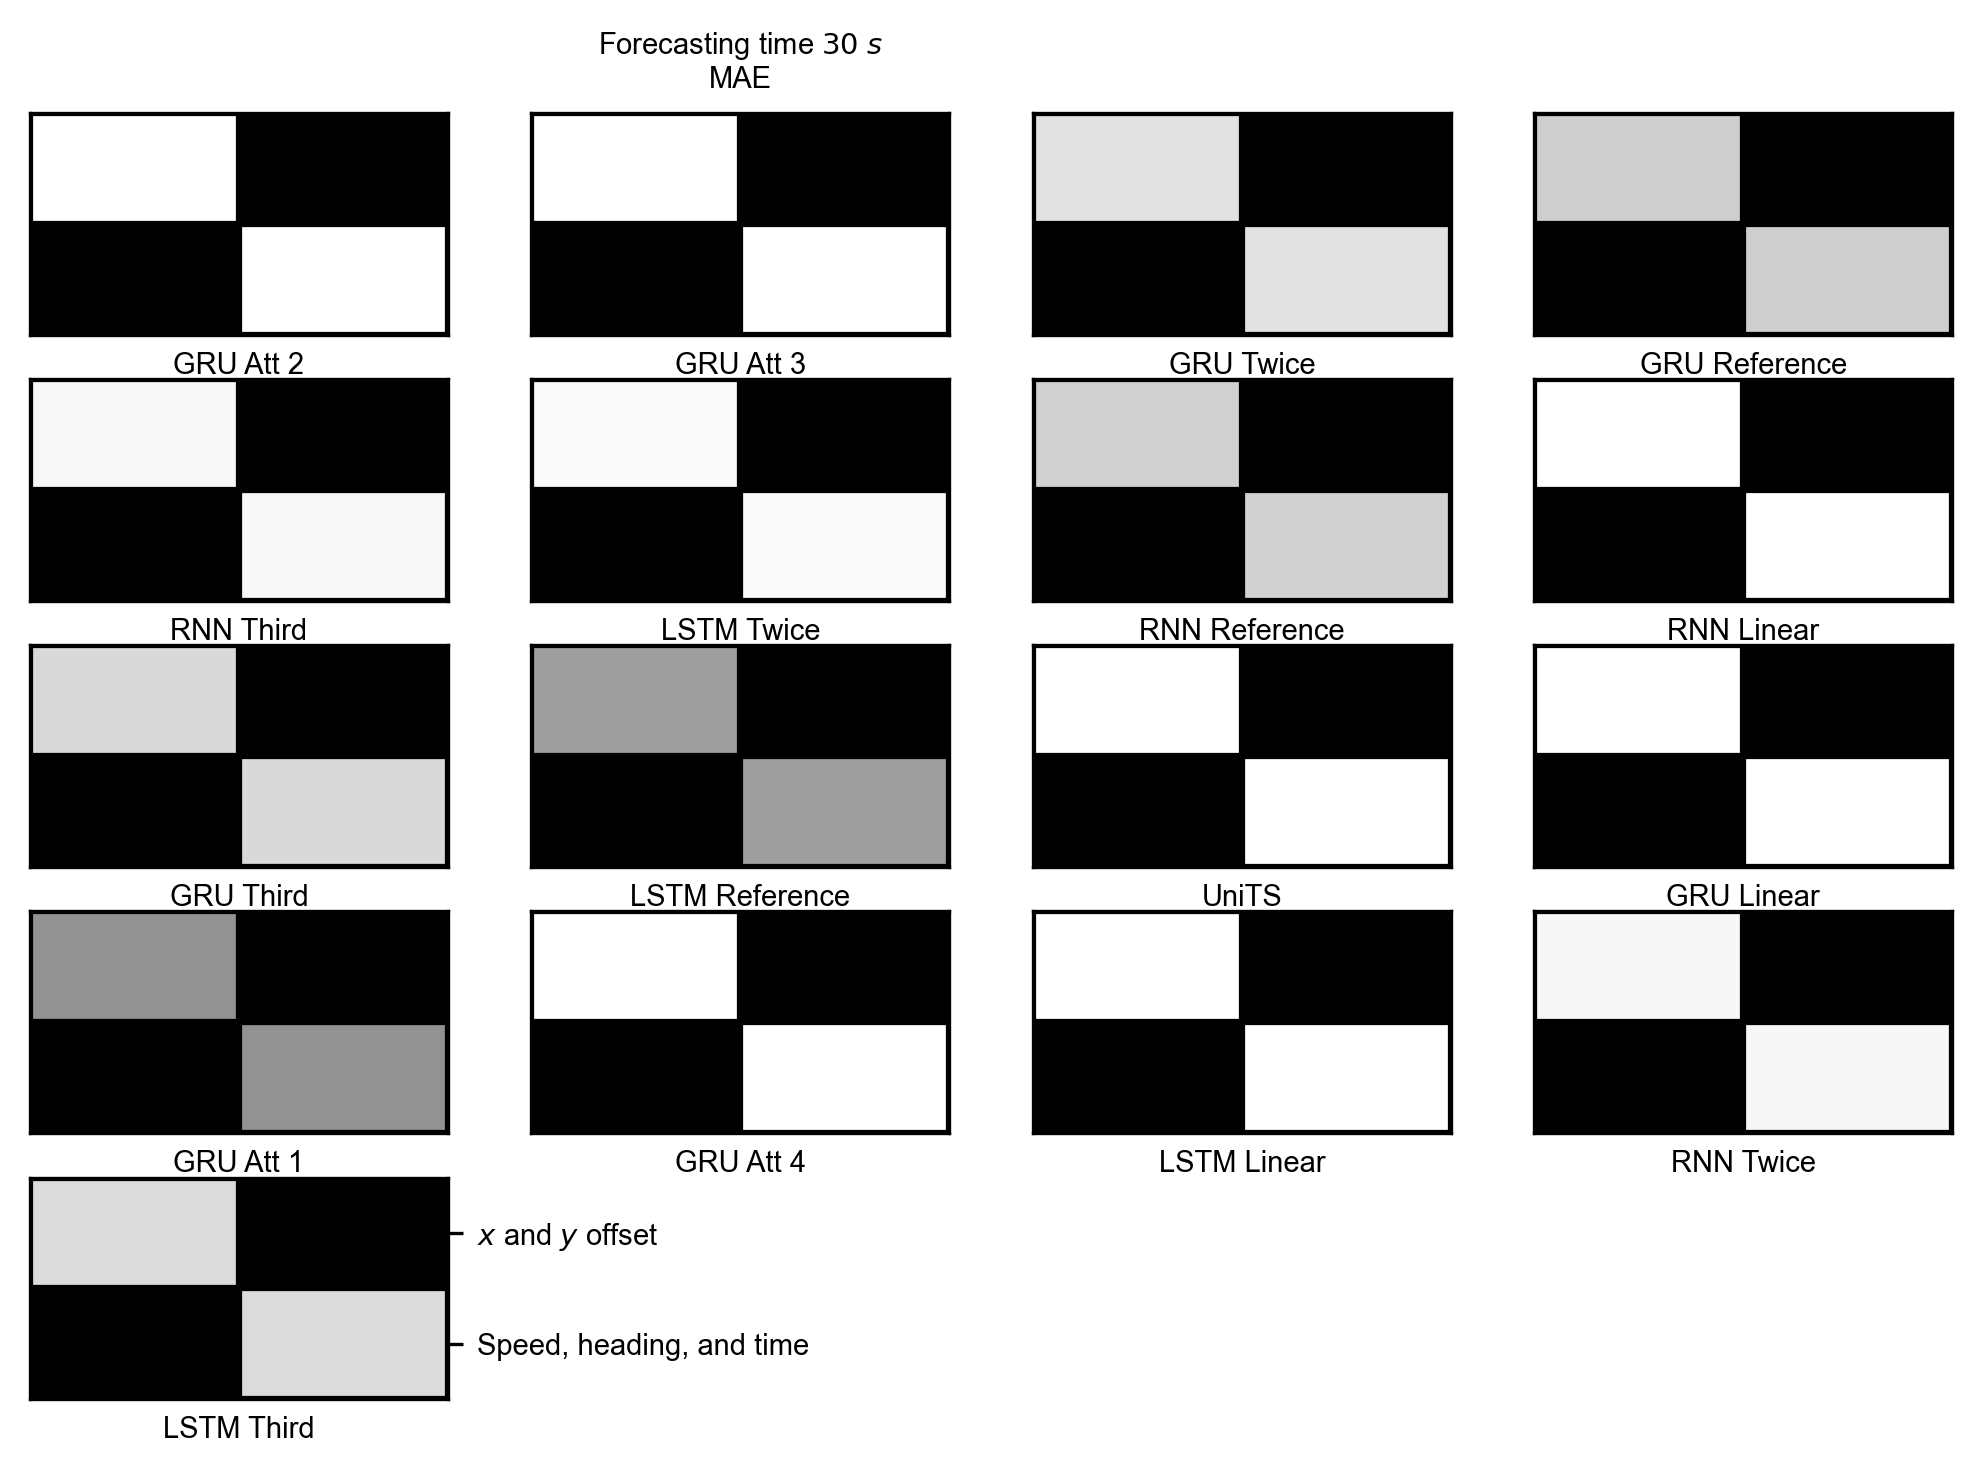 Forecasting time 30 s
MAE
GRU Att 2
GRU Att 3
GRU Twice
GRU Reference
RNN Third
LSTM Twice
RNN Reference
RNN Linear
GRU Third
LSTM Reference
UniTS
GRU Linear
GRU Att 1
GRU Att 4
LSTM Linear
RNN Twice
x and y offset
Speed, heading, and time
LSTM Third